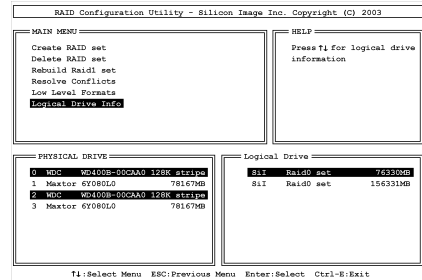 RAID Configuration Utility - Silicon Image Inc. Copyright (C) 2003
MAIN MENU
Create RAID set
Delete RAID set
Rebuild Raid1 set
Resolve Conflicts
Low Level Formats
Logical Drive Info
HELP
Press ↑↓ for logical drive
information
PHYSICAL DRIVE
0 WDC WD400B-00CAA0 128K stripe
1 Maxtor 6Y080L0 78167MB
2 WDC WD400B-00CAA0 128K stripe
3 Maxtor 6Y080L0 78167MB
Logical Drive
SiI Raid0 set 76330MB
SiI Raid0 set 156331MB
↑↓:Select Menu ESC:Previous Menu Enter:Select Ctrl-E:Exit